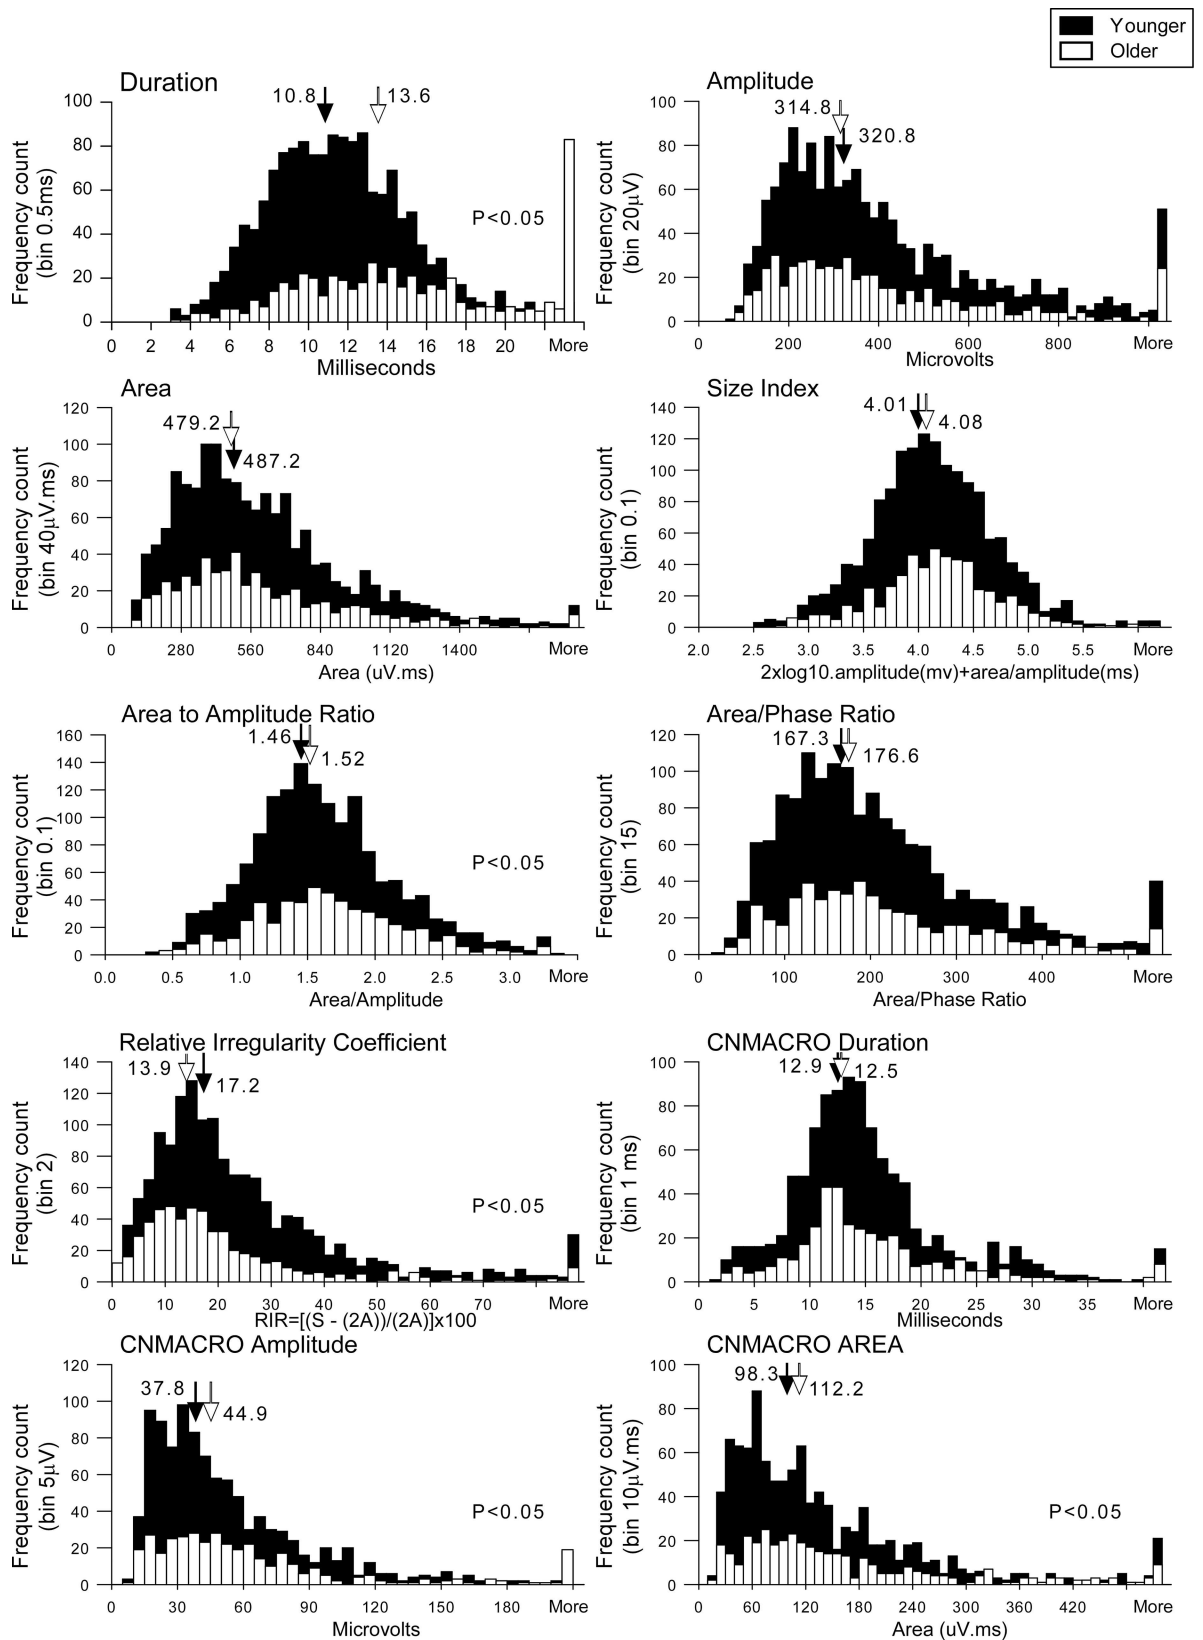 Younger
Older
Duration
10.8
13.6
Frequency count
(bin 0.5ms)
100
80
60
40
20
0
P<0.05
0 2 4 6 8 10 12 14 16 18 20 More
Milliseconds
Amplitude
314.8
320.8
Frequency count
(bin 20μV)
100
80
60
40
20
0
0 200 400 600 800 More
Microvolts
Area
479.2
487.2
Frequency count
(bin 40μV.ms)
120
100
80
60
40
20
0
0 280 560 840 1120 1400 More
Area (uV.ms)
Size Index
4.01
4.08
Frequency count
(bin 0.1)
140
120
100
80
60
40
20
0
2.0 2.5 3.0 3.5 4.0 4.5 5.0 5.5 More
2xlog10.amplitude(mv)+area/amplitude(ms)
Area to Amplitude Ratio
1.46
1.52
Frequency count
(bin 0.1)
160
140
120
100
80
60
40
20
0
P<0.05
0.0 0.5 1.0 1.5 2.0 2.5 3.0 More
Area/Amplitude
Area/Phase Ratio
167.3
176.6
Frequency count
(bin 15)
120
100
80
60
40
20
0
0 100 200 300 400 More
Area/Phase Ratio
Relative Irregularity Coefficient
13.9
17.2
Frequency count
(bin 2)
140
120
100
80
60
40
20
0
P<0.05
0 10 20 30 40 50 60 70 More
RIR=[(S - (2A))/(2A)]x100
CNMACRO Duration
12.9
12.5
Frequency count
(bin 1 ms)
100
80
60
40
20
0
0 5 10 15 20 25 30 35 More
Milliseconds
CNMACRO Amplitude
37.8
44.9
Frequency count
(bin 5μV)
120
100
80
60
40
20
0
P<0.05
0 30 60 90 120 150 180 More
Microvolts
CNMACRO AREA
98.3
112.2
Frequency count
(bin 10μV.ms)
100
80
60
40
20
0
P<0.05
0 60 120 180 240 300 360 420 More
Area (uV.ms)